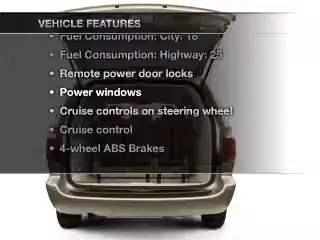 VEHICLE FEATURES
• Fuel Consumption: City: 18
• Fuel Consumption: Highway: 25
• Remote power door locks
• Power windows
• Cruise controls on steering wheel
• Cruise control
• 4-wheel ABS Brakes